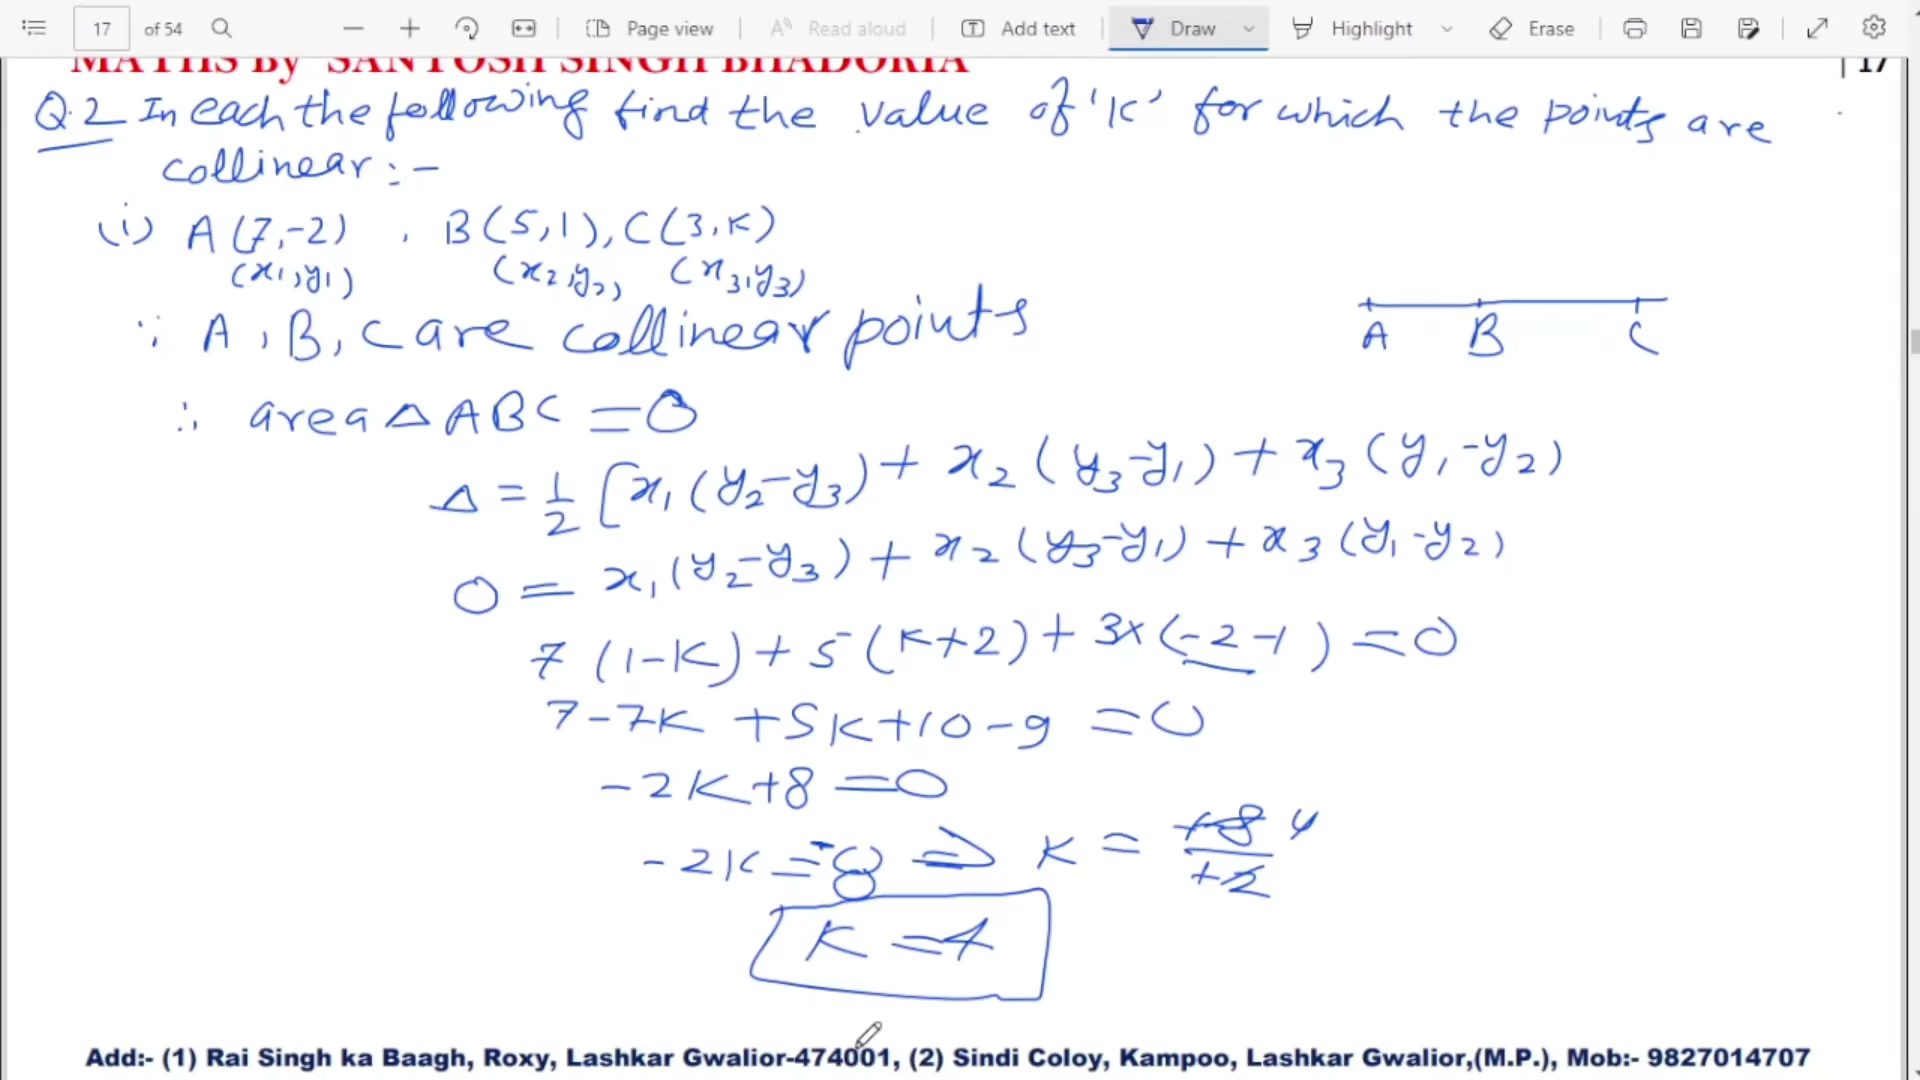 17 of 54 Page view Read aloud Add text Draw Highlight Erase
MATHS By SANTOSH SINGH BHADORIA | 17
Q.2 In each the following find the value of 'K' for which the points are
collinear :-
(i) A (7,-2) , B (5,1), C (3,K)
(x1,y1) (x2,y2) (x3,y3)
∵ A, B, C are collinear points
A B C
∴ area △ ABC = 0
△ = 1/2 [x1 (y2-y3) + x2 (y3-y1) + x3 (y1-y2)
0 = x1 (y2-y3) + x2 (y3-y1) + x3 (y1-y2)
7 (1-K) + 5 (K+2) + 3x (-2-1) = 0
7-7K +5K+10-9 = 0
-2K+8 = 0
-2K = -8 ⇒ K = +8/+2 4
K = 4
Add:- (1) Rai Singh ka Baagh, Roxy, Lashkar Gwalior-474001, (2) Sindi Coloy, Kampoo, Lashkar Gwalior,(M.P.), Mob:- 9827014707